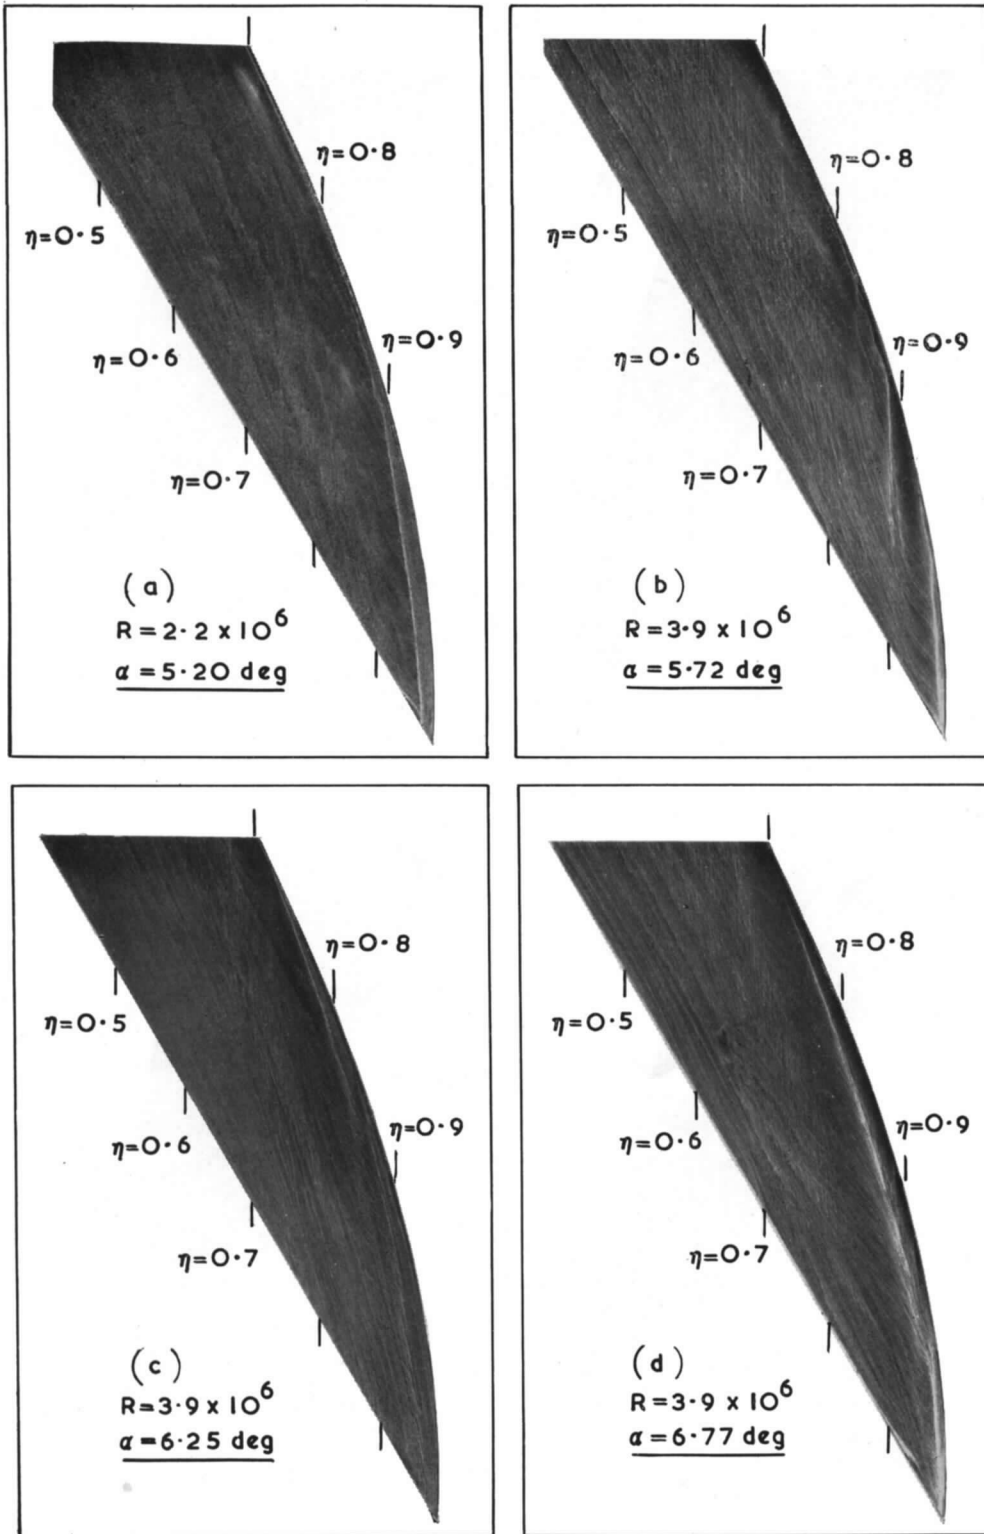 η=0·8
η=0·5
η=0·9
η=0·6
η=0·7
(a)
R=2·2 x 10⁶
α=5·20 deg
η=0·8
η=0·5
η=0·9
η=0·6
η=0·7
(b)
R=3·9 x 10⁶
α=5·72 deg
η=0·8
η=0·5
η=0·9
η=0·6
η=0·7
(c)
R=3·9 x 10⁶
α=6·25 deg
η=0·8
η=0·5
η=0·9
η=0·6
η=0·7
(d)
R=3·9 x 10⁶
α=6·77 deg